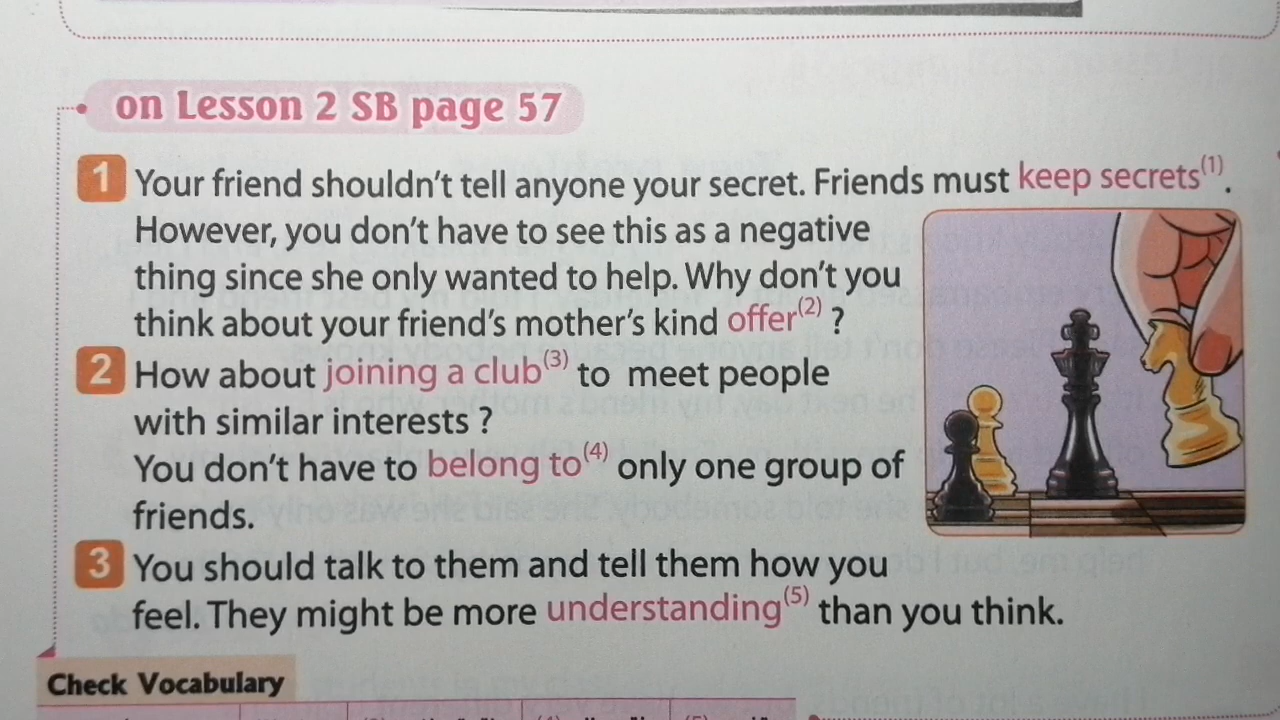 on Lesson 2 SB page 57
1 Your friend shouldn't tell anyone your secret. Friends must keep secrets(1).
However, you don't have to see this as a negative
thing since she only wanted to help. Why don't you
think about your friend's mother's kind offer(2) ?
2 How about joining a club(3) to meet people
with similar interests ?
You don't have to belong to(4) only one group of
friends.
3 You should talk to them and tell them how you
feel. They might be more understanding(5) than you think.
Check Vocabulary